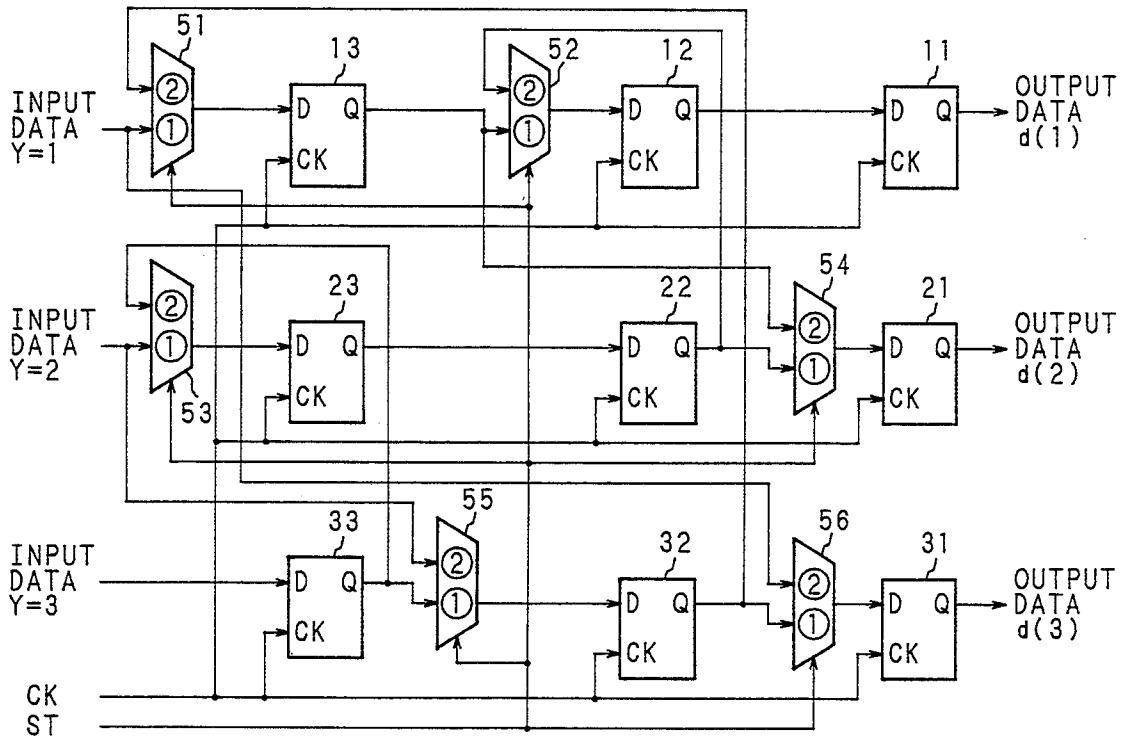 51
13
52
12
11
②
①
D Q
CK
②
①
D Q
CK
D Q
CK
INPUT
DATA
Y=1
OUTPUT
DATA
d(1)
23
22
54
21
②
①
53
D Q
CK
D Q
CK
②
①
D Q
CK
INPUT
DATA
Y=2
OUTPUT
DATA
d(2)
33
55
32
56
31
D Q
CK
②
①
D Q
CK
②
①
D Q
CK
INPUT
DATA
Y=3
OUTPUT
DATA
d(3)
CK
ST